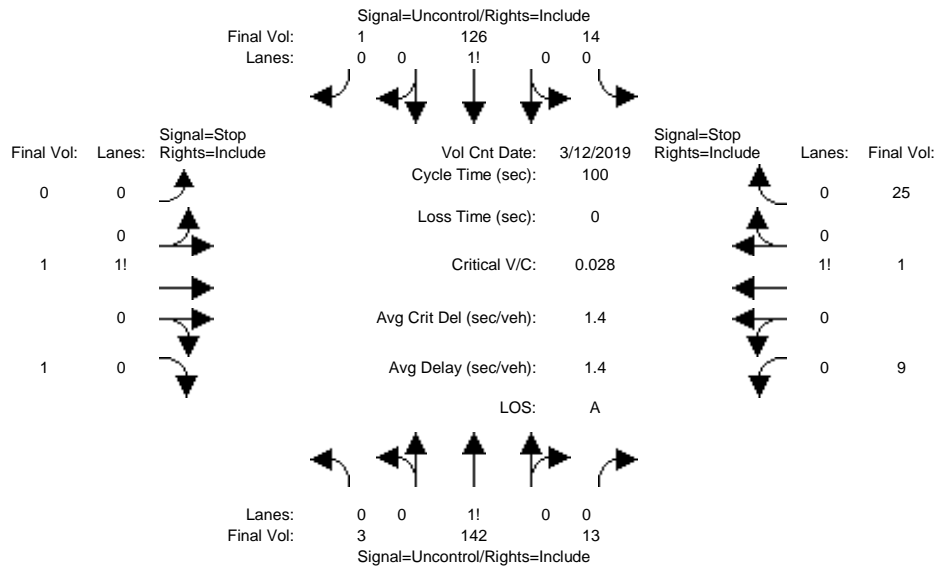 Signal=Uncontrol/Rights=Include
Final Vol: 1 126 14
Lanes: 0 0 1! 0 0
Signal=Stop
Final Vol: Lanes: Rights=Include
Vol Cnt Date: 3/12/2019
Signal=Stop
Rights=Include Lanes: Final Vol:
Cycle Time (sec): 100
0 0
0 25
Loss Time (sec): 0
0
0
1 1!
Critical V/C: 0.028
1! 1
0
Avg Crit Del (sec/veh): 1.4
0
1 0
Avg Delay (sec/veh): 1.4
0 9
LOS: A
Lanes: 0 0 1! 0 0
Final Vol: 3 142 13
Signal=Uncontrol/Rights=Include